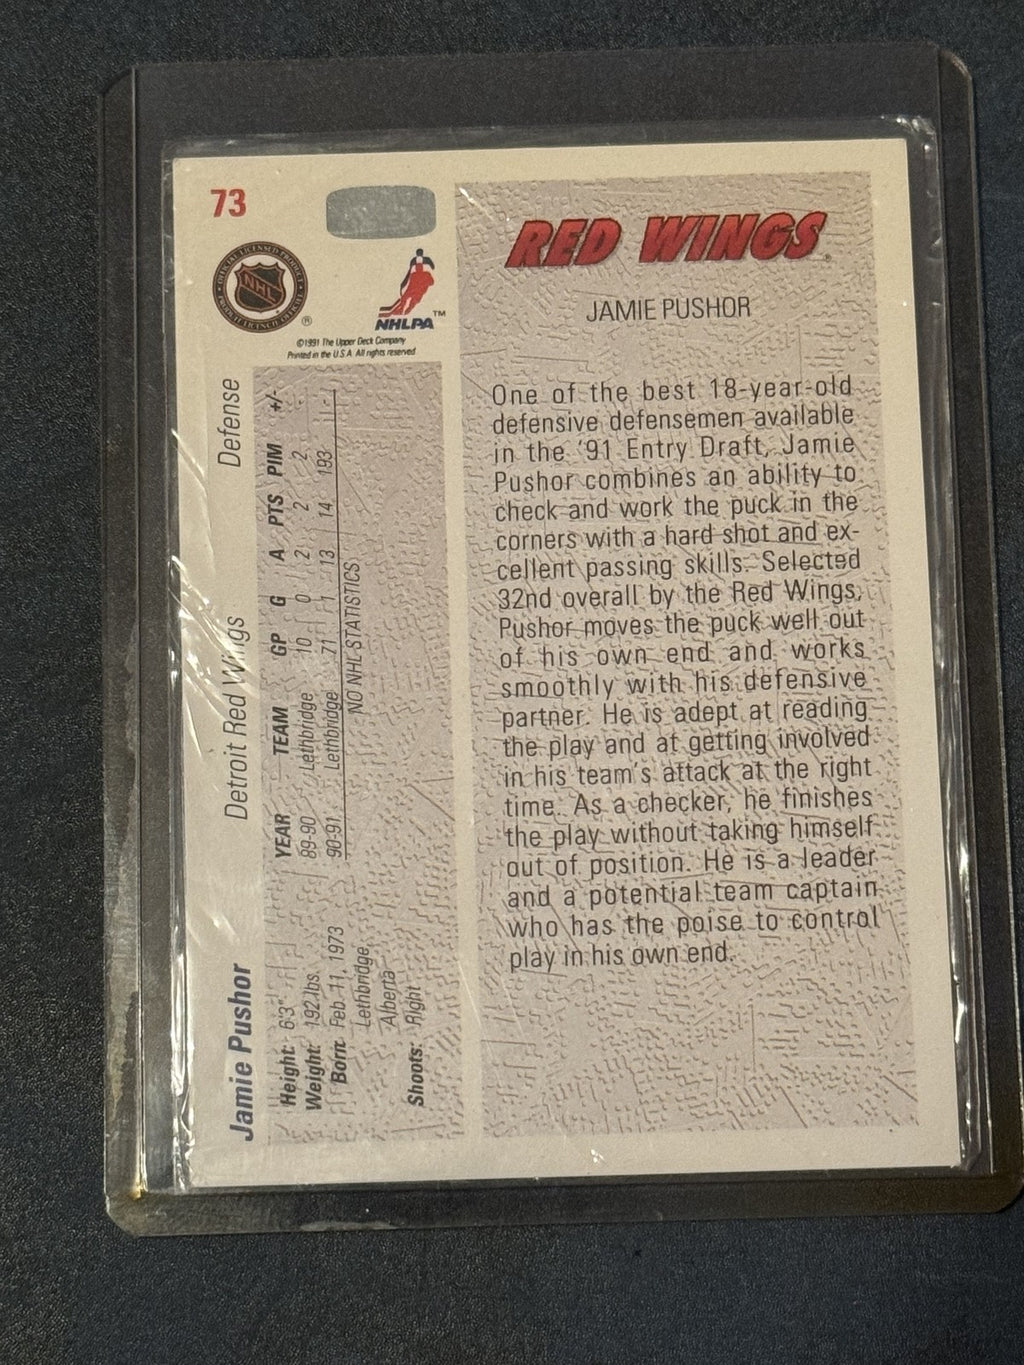 73
NHL
®
NHLPA™
©1991 The Upper Deck Company
Printed in the U.S.A. All rights reserved
RED WINGS®
JAMIE PUSHOR
One of the best 18-year-old
defensive defensemen available
in the '91 Entry Draft, Jamie
Pushor combines an ability to
check and work the puck in the
corners with a hard shot and ex-
cellent passing skills. Selected
32nd overall by the Red Wings,
Pushor moves the puck well out
of his own end and works
smoothly with his defensive
partner. He is adept at reading
the play and at getting involved
in his team's attack at the right
time. As a checker, he finishes
the play without taking himself
out of position. He is a leader
and a potential team captain
who has the poise to control
play in his own end.
Jamie Pushor Detroit Red Wings Defense
Height: 6'3"
Weight: 192 lbs.
Born: Feb. 11, 1973
Lethbridge,
Alberta
Shoots: Right
YEAR TEAM GP G A PTS PIM +/-
89-90 Lethbridge 10 0 2 2 2 -
90-91 Lethbridge 71 1 13 14 193 -
NO NHL STATISTICS